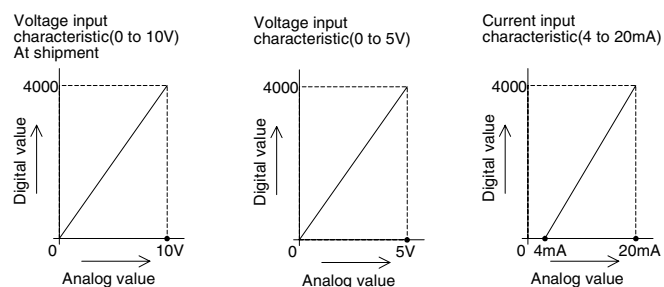 Voltage input
characteristic(0 to 10V)
At shipment
4000
Digital value
0
10V
Analog value
Voltage input
characteristic(0 to 5V)
4000
Digital value
0
5V
Analog value
Current input
characteristic(4 to 20mA)
4000
Digital value
0
4mA
20mA
Analog value